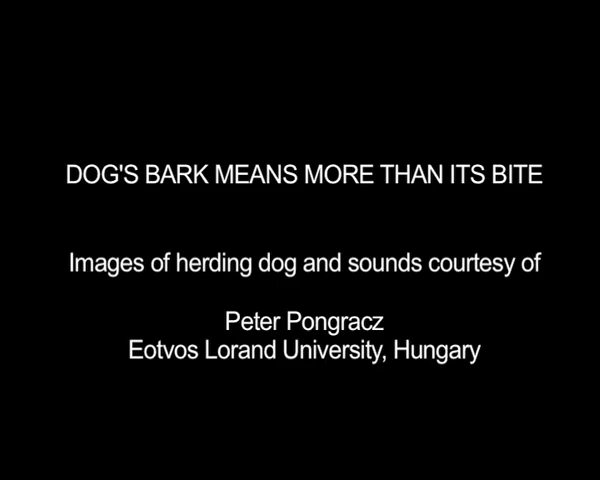 DOG'S BARK MEANS MORE THAN ITS BITE
Images of herding dog and sounds courtesy of
Peter Pongracz
Eotvos Lorand University, Hungary